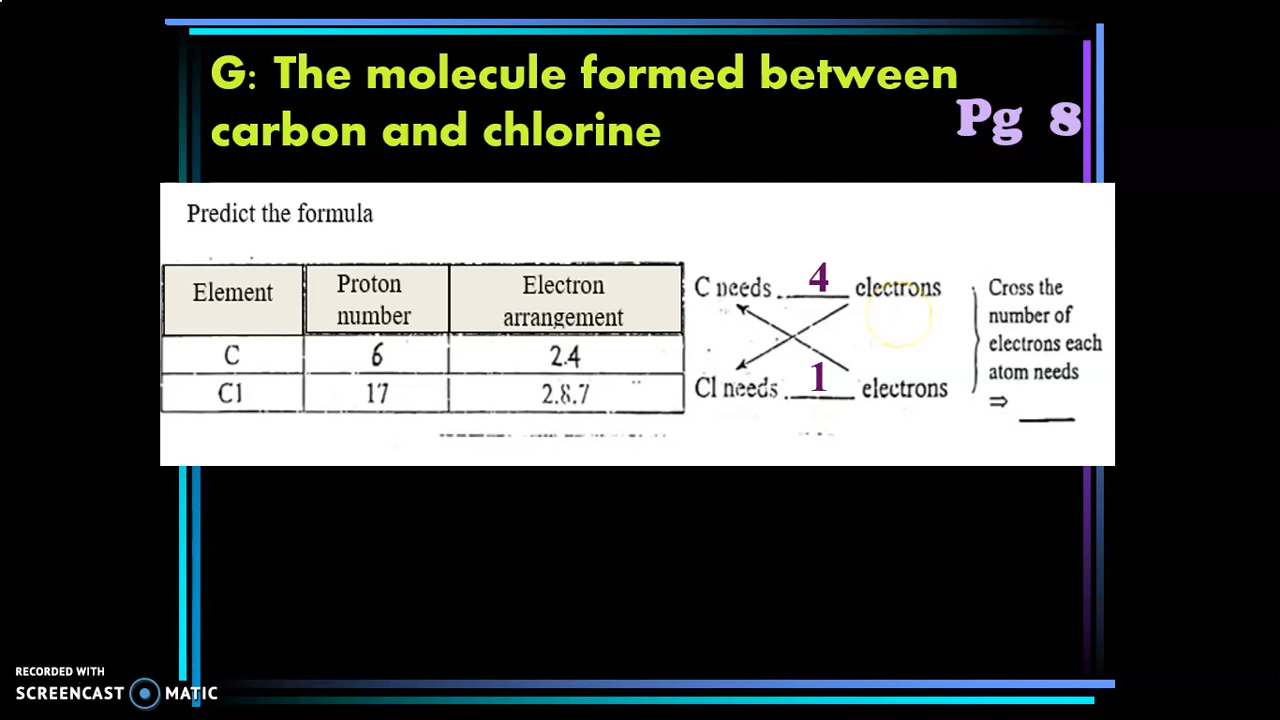 G: The molecule formed between
carbon and chlorine
Pg 8
Predict the formula
Element
Proton
number
Electron
arrangement
C
6
2.4
Cl
17
2.8.7
C needs 4 electrons
Cl needs 1 electrons
Cross the
number of
electrons each
atom needs
⇒ ____
RECORDED WITH
SCREENCAST MATIC